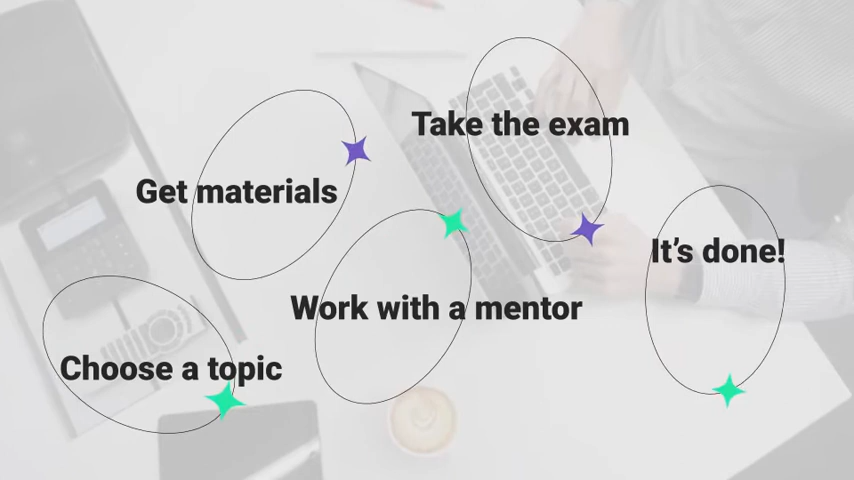 Choose a topic
Get materials
Work with a mentor
Take the exam
It’s done!